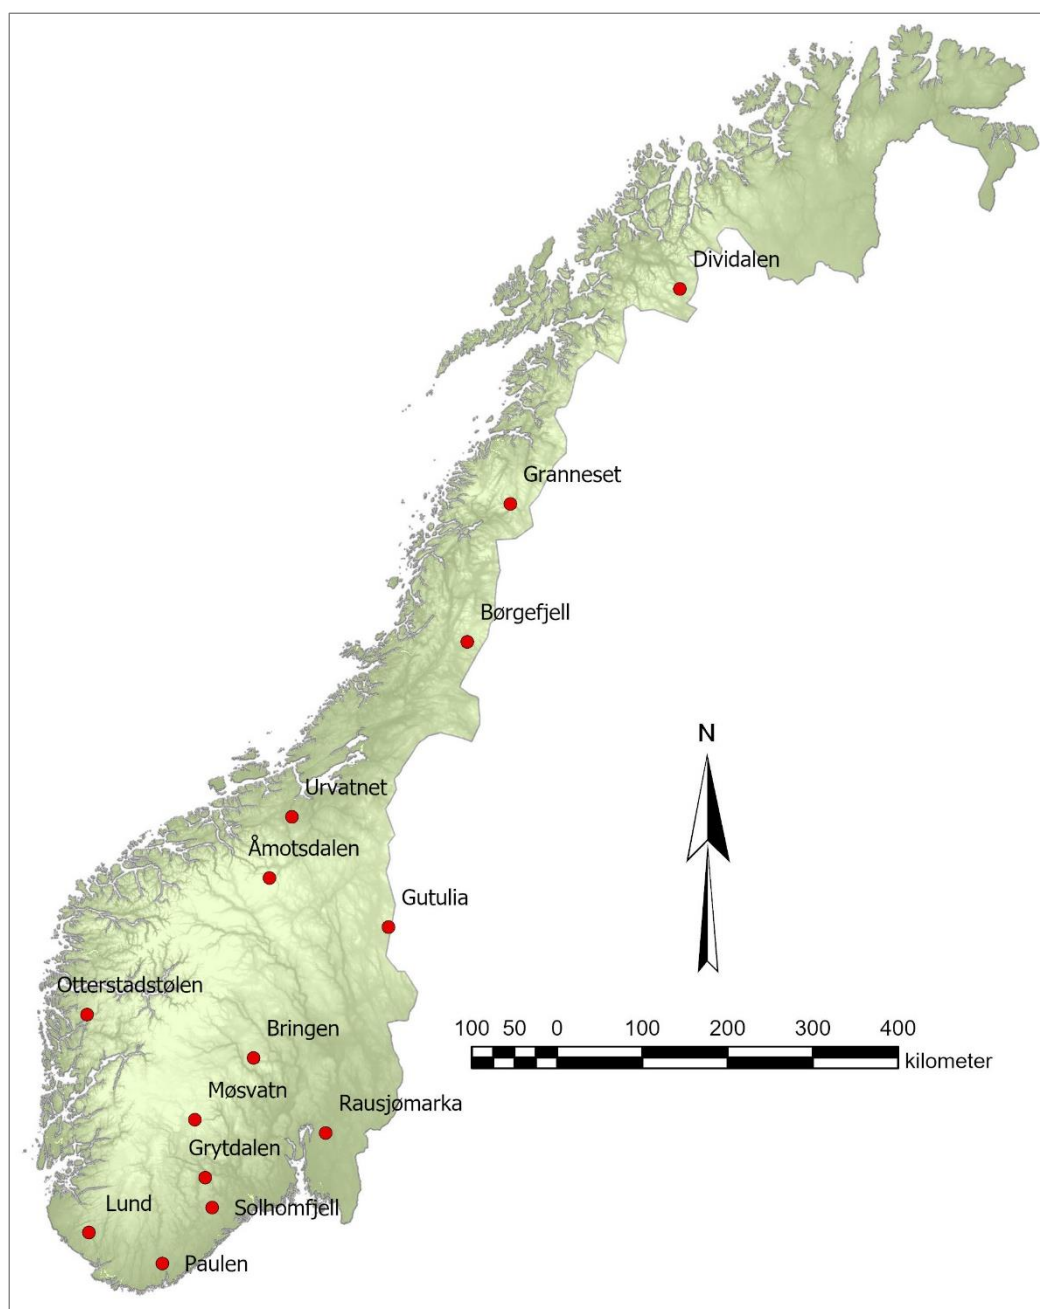 Dividalen
Granneset
Børgefjell
N
Urvatnet
Åmotsdalen
Gutulia
Otterstadstølen
Bringen
100 50 0 100 200 300 400
kilometer
Møsvatn
Rausjømarka
Grytdalen
Lund
Solhomfjell
Paulen